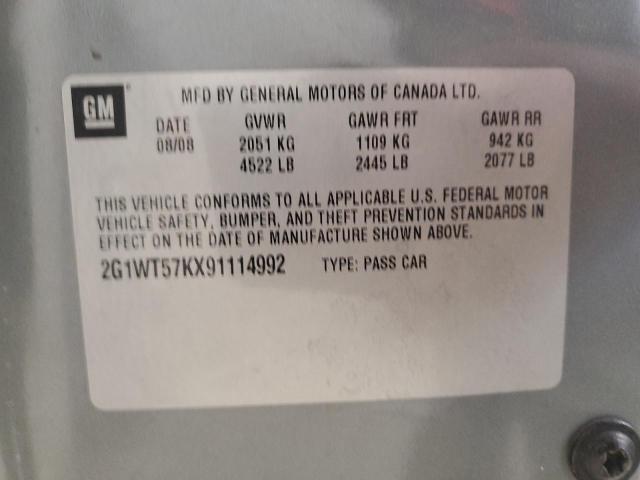 GM
MFD BY GENERAL MOTORS OF CANADA LTD.
DATE GVWR GAWR FRT GAWR RR
08/08 2051 KG 1109 KG 942 KG
4522 LB 2445 LB 2077 LB
THIS VEHICLE CONFORMS TO ALL APPLICABLE U.S. FEDERAL MOTOR
VEHICLE SAFETY, BUMPER, AND THEFT PREVENTION STANDARDS IN
EFFECT ON THE DATE OF MANUFACTURE SHOWN ABOVE.
2G1WT57KX91114992 TYPE: PASS CAR